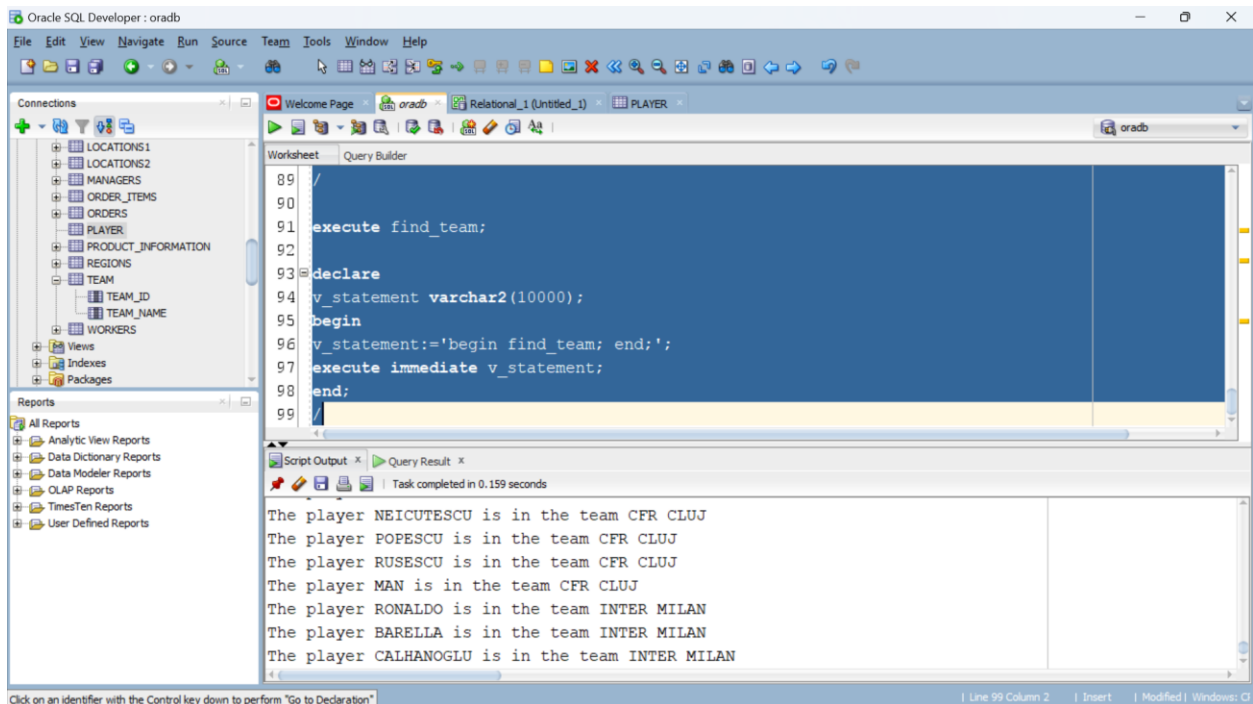 Oracle SQL Developer : oradb
File Edit View Navigate Run Source Team Tools Window Help
Connections
LOCATIONS1
LOCATIONS2
MANAGERS
ORDER_ITEMS
ORDERS
PLAYER
PRODUCT_INFORMATION
REGIONS
TEAM
TEAM_ID
TEAM_NAME
WORKERS
Views
Indexes
Packages
Reports
All Reports
Analytic View Reports
Data Dictionary Reports
Data Modeler Reports
OLAP Reports
TimesTen Reports
User Defined Reports
Welcome Page oradb Relational_1 (Untitled_1) PLAYER
oradb
Worksheet Query Builder
89 /
90
91 execute find_team;
92
93 declare
94 v_statement varchar2(10000);
95 begin
96 v_statement:='begin find_team; end;';
97 execute immediate v_statement;
98 end;
99 /
Script Output x Query Result x
Task completed in 0.159 seconds
The player NEICUTESCU is in the team CFR CLUJ
The player POPESCU is in the team CFR CLUJ
The player RUSESCU is in the team CFR CLUJ
The player MAN is in the team CFR CLUJ
The player RONALDO is in the team INTER MILAN
The player BARELLA is in the team INTER MILAN
The player CALHANOGLU is in the team INTER MILAN
Click on an identifier with the Control key down to perform "Go to Declaration"
| Line 99 Column 2 | Insert | Modified | Windows: